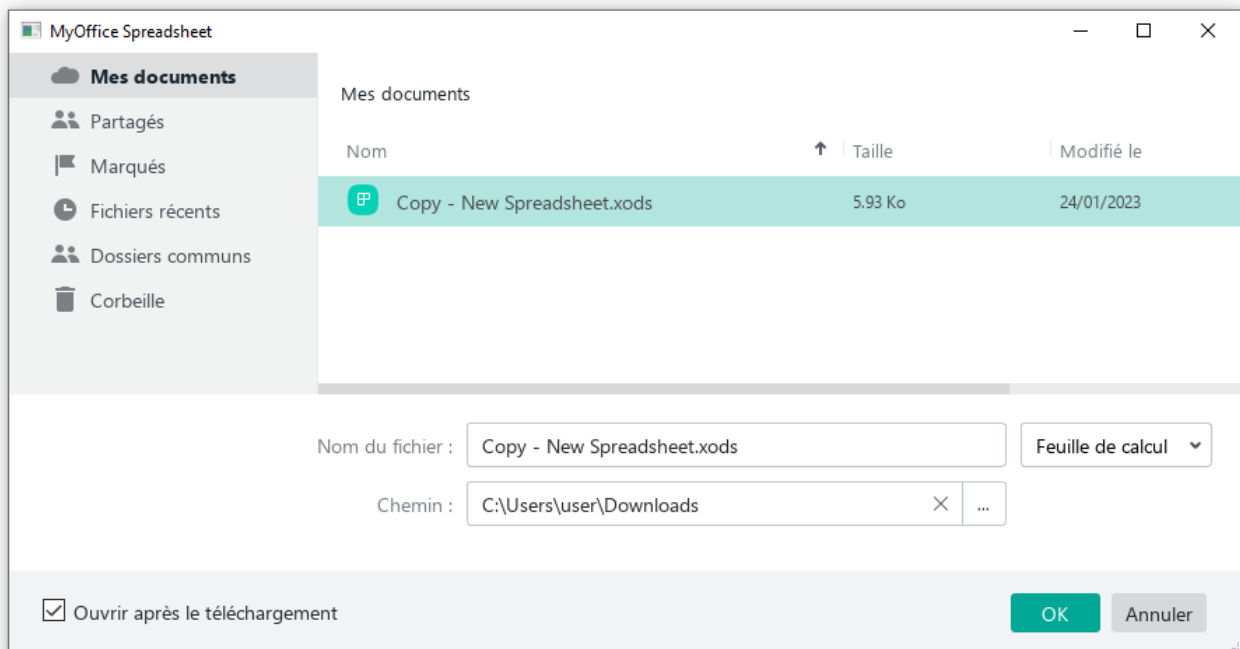 MyOffice Spreadsheet
Mes documents
Partagés
Marqués
Fichiers récents
Dossiers communs
Corbeille
Mes documents
Nom Taille Modifié le
Copy - New Spreadsheet.xods 5.93 Ko 24/01/2023
Nom du fichier : Copy - New Spreadsheet.xods Feuille de calcul
Chemin : C:\Users\user\Downloads ...
Ouvrir après le téléchargement OK Annuler